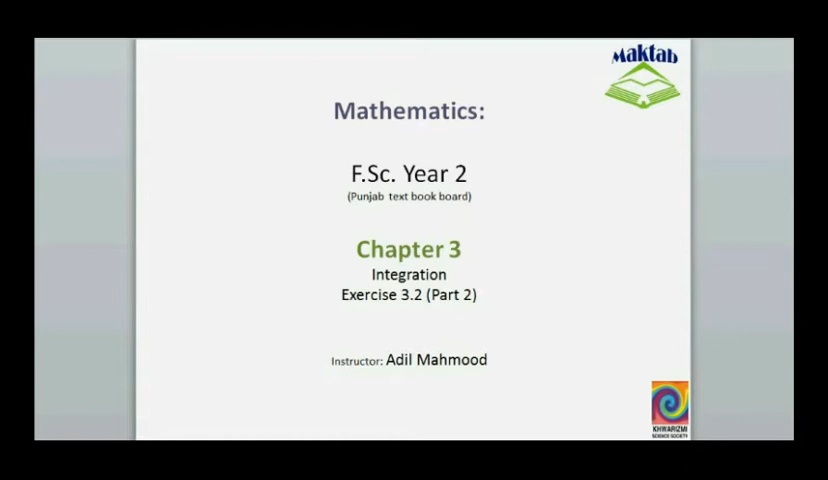 Maktab
Mathematics:
F.Sc. Year 2
(Punjab text book board)
Chapter 3
Integration
Exercise 3.2 (Part 2)
Instructor: Adil Mahmood
KHWARIZMI
SCIENCE SOCIETY